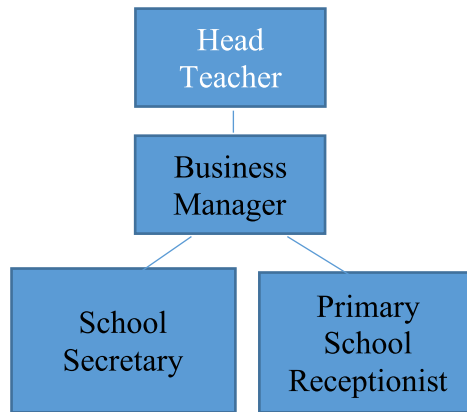 Head
Teacher
Business
Manager
School
Secretary
Primary
School
Receptionist